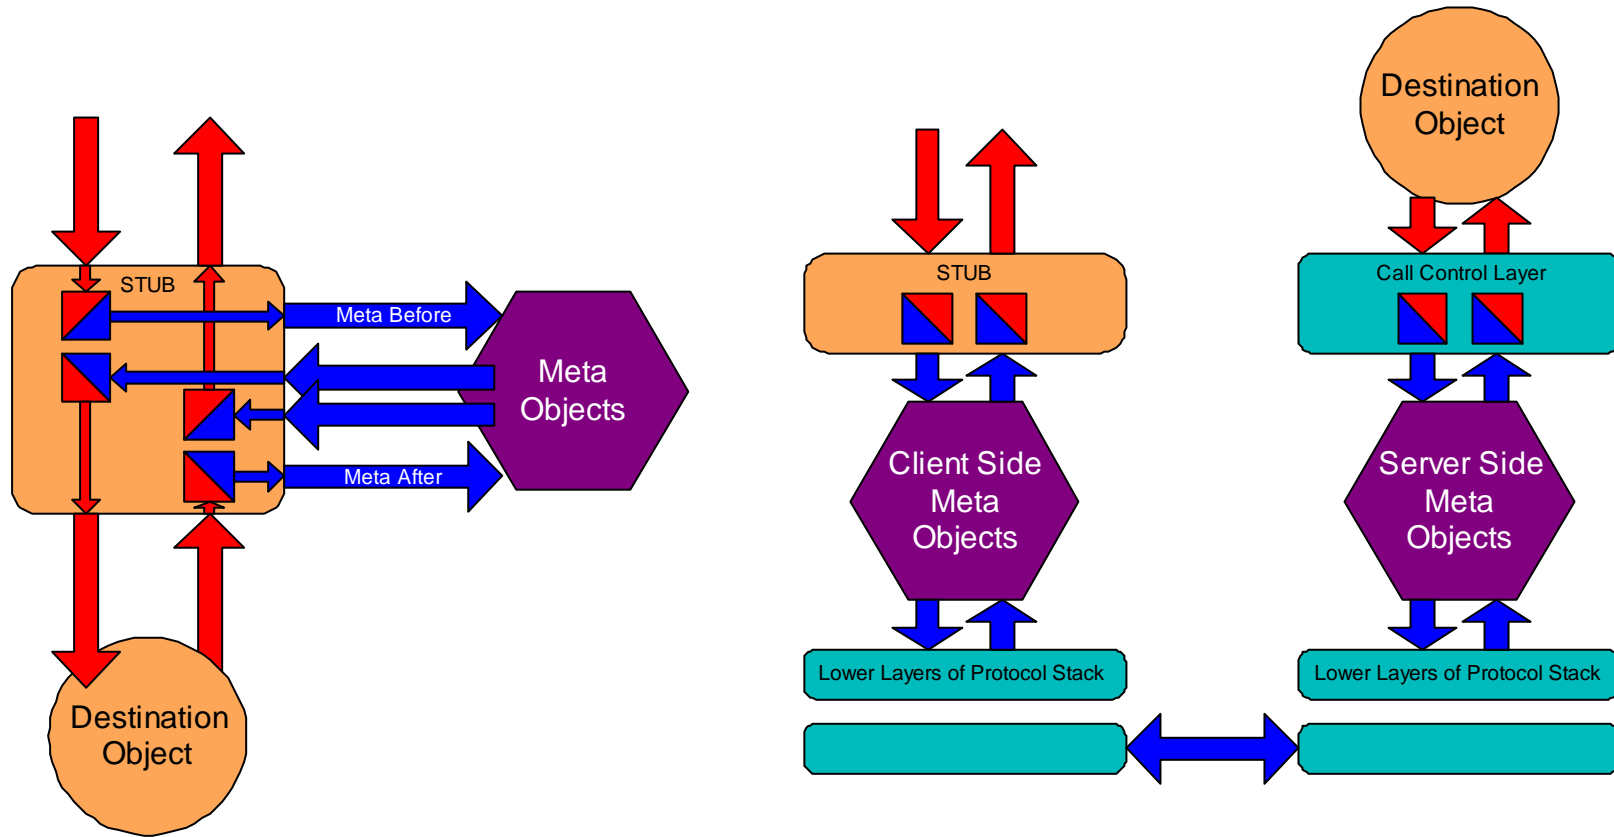 STUB
Meta Before
Meta
Objects
Meta After
Destination
Object
STUB
Client Side
Meta
Objects
Lower Layers of Protocol Stack
Destination
Object
Call Control Layer
Server Side
Meta
Objects
Lower Layers of Protocol Stack